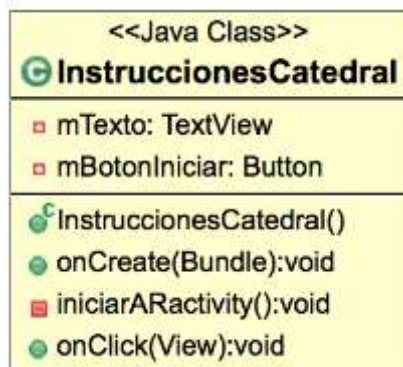 <<Java Class>>
InstruccionesCatedral
mTexto: TextView
mBotonIniciar: Button
InstruccionesCatedral()
onCreate(Bundle):void
iniciarARactivity():void
onClick(View):void